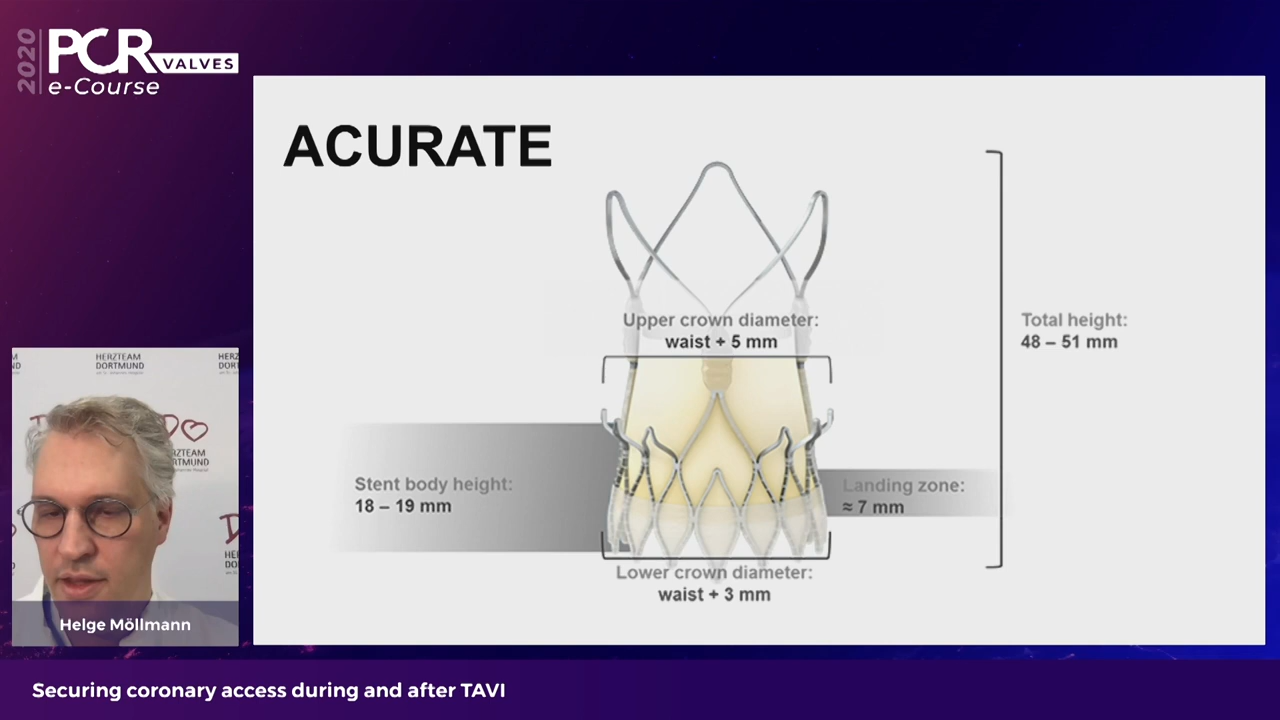 2020
PCR
VALVES
e-Course
ACURATE
Upper crown diameter:
waist + 5 mm
Total height:
48 – 51 mm
Stent body height:
18 – 19 mm
Landing zone:
≈ 7 mm
Lower crown diameter:
waist + 3 mm
HERZTEAM
DORTMUND
Helge Möllmann
Securing coronary access during and after TAVI